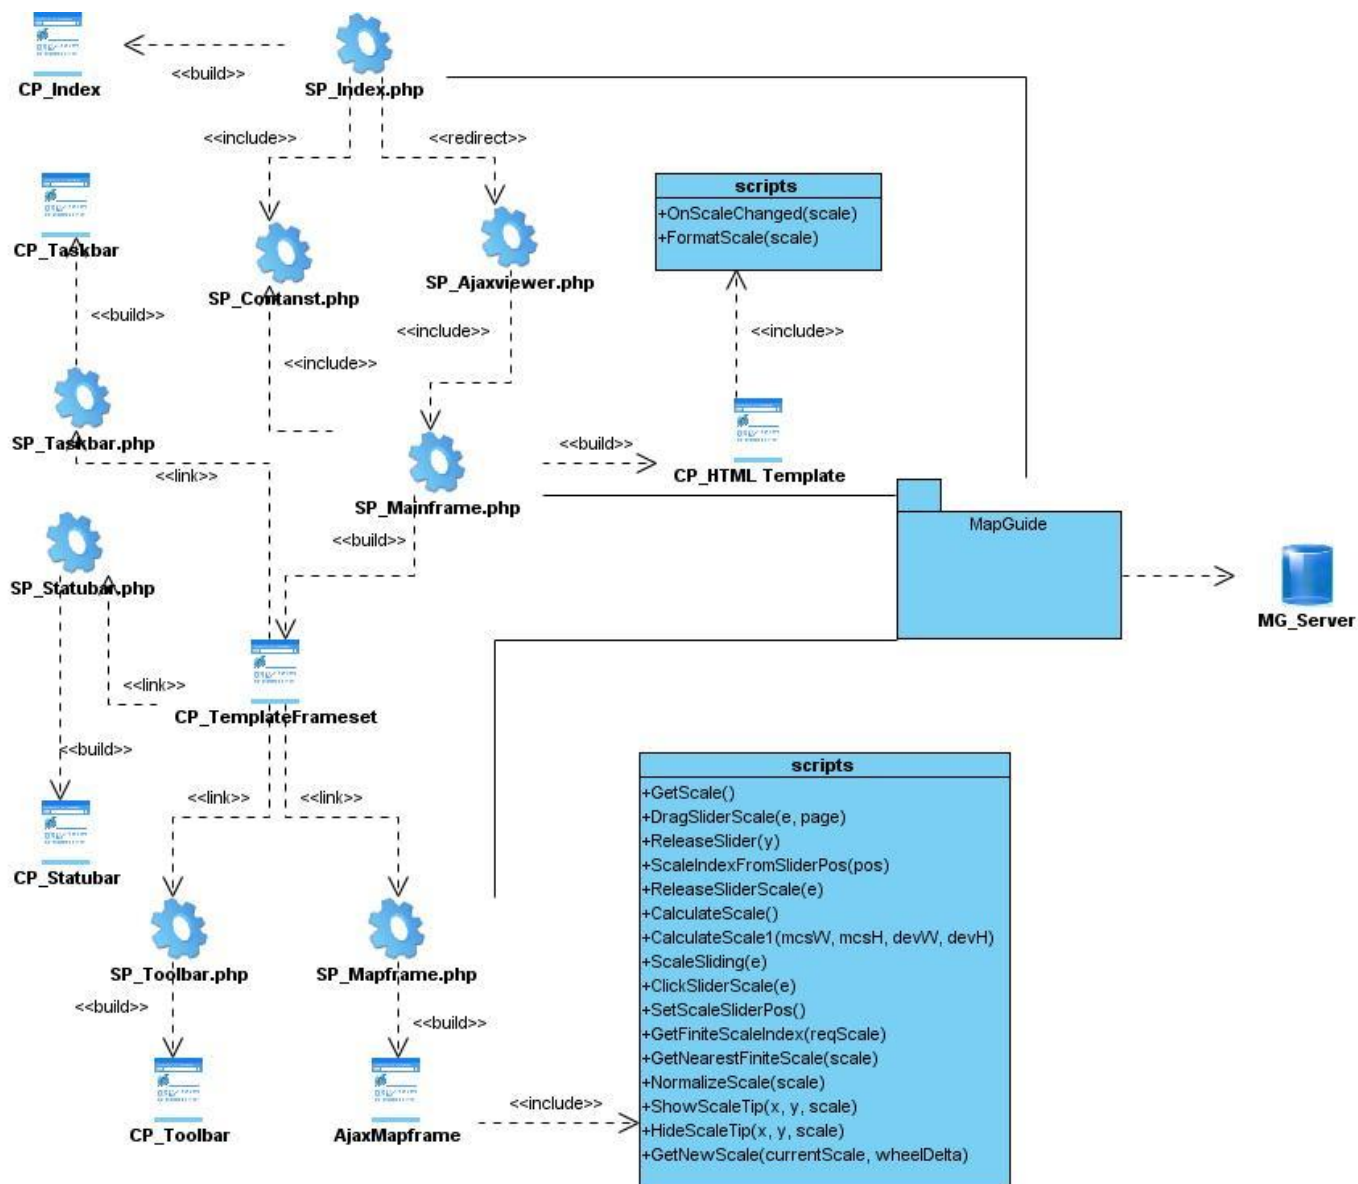 <<build>>
CP_Index
SP_Index.php
<<include>>
<<redirect>>
scripts
+OnScaleChanged(scale)
+FormatScale(scale)
CP_Taskbar
SP_Contanst.php
SP_Ajaxviewer.php
<<build>>
<<include>>
<<include>>
<<include>>
SP_Taskbar.php
<<build>>
<<link>>
CP_HTML Template
SP_Mainframe.php
MapGuide
<<build>>
SP_Statubar.php
MG_Server
<<link>>
CP_TemplateFrameset
<<build>>
scripts
+GetScale()
+DragSliderScale(e, page)
+ReleaseSlider(y)
+ScaleIndexFromSliderPos(pos)
+ReleaseSliderScale(e)
+CalculateScale()
+CalculateScale1(mcsW, mcsH, devW, devH)
+ScaleSliding(e)
+ClickSliderScale(e)
+SetScaleSliderPos()
+GetFiniteScaleIndex(reqScale)
+GetNearestFiniteScale(scale)
+NormalizeScale(scale)
+ShowScaleTip(x, y, scale)
+HideScaleTip(x, y, scale)
+GetNewScale(currentScale, wheelDelta)
<<link>>
<<link>>
CP_Statubar
SP_Toolbar.php
SP_Mapframe.php
<<build>>
<<build>>
<<include>>
CP_Toolbar
AjaxMapframe